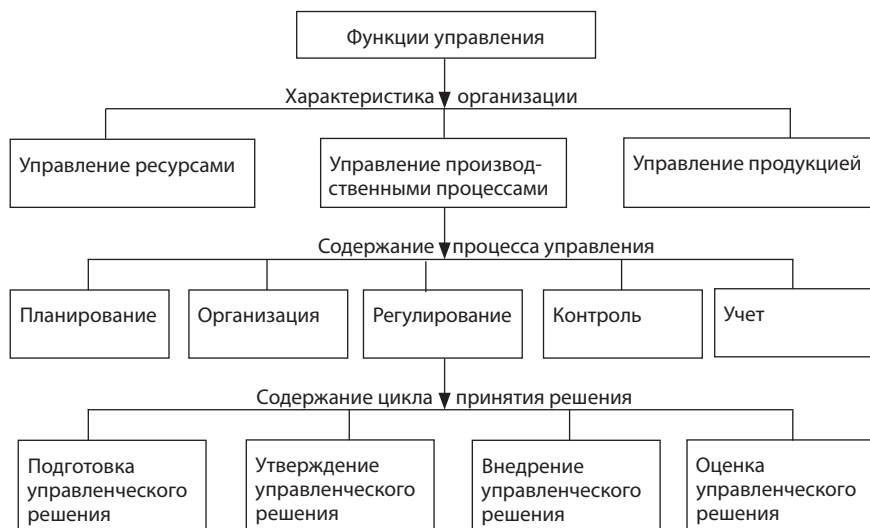 Функции управления
Характеристика организации
Управление ресурсами
Управление производ-
ственными процессами
Управление продукцией
Содержание процесса управления
Планирование
Организация
Регулирование
Контроль
Учет
Содержание цикла принятия решения
Подготовка
управленческого
решения
Утверждение
управленческого
решения
Внедрение
управленческого
решения
Оценка
управленческого
решения